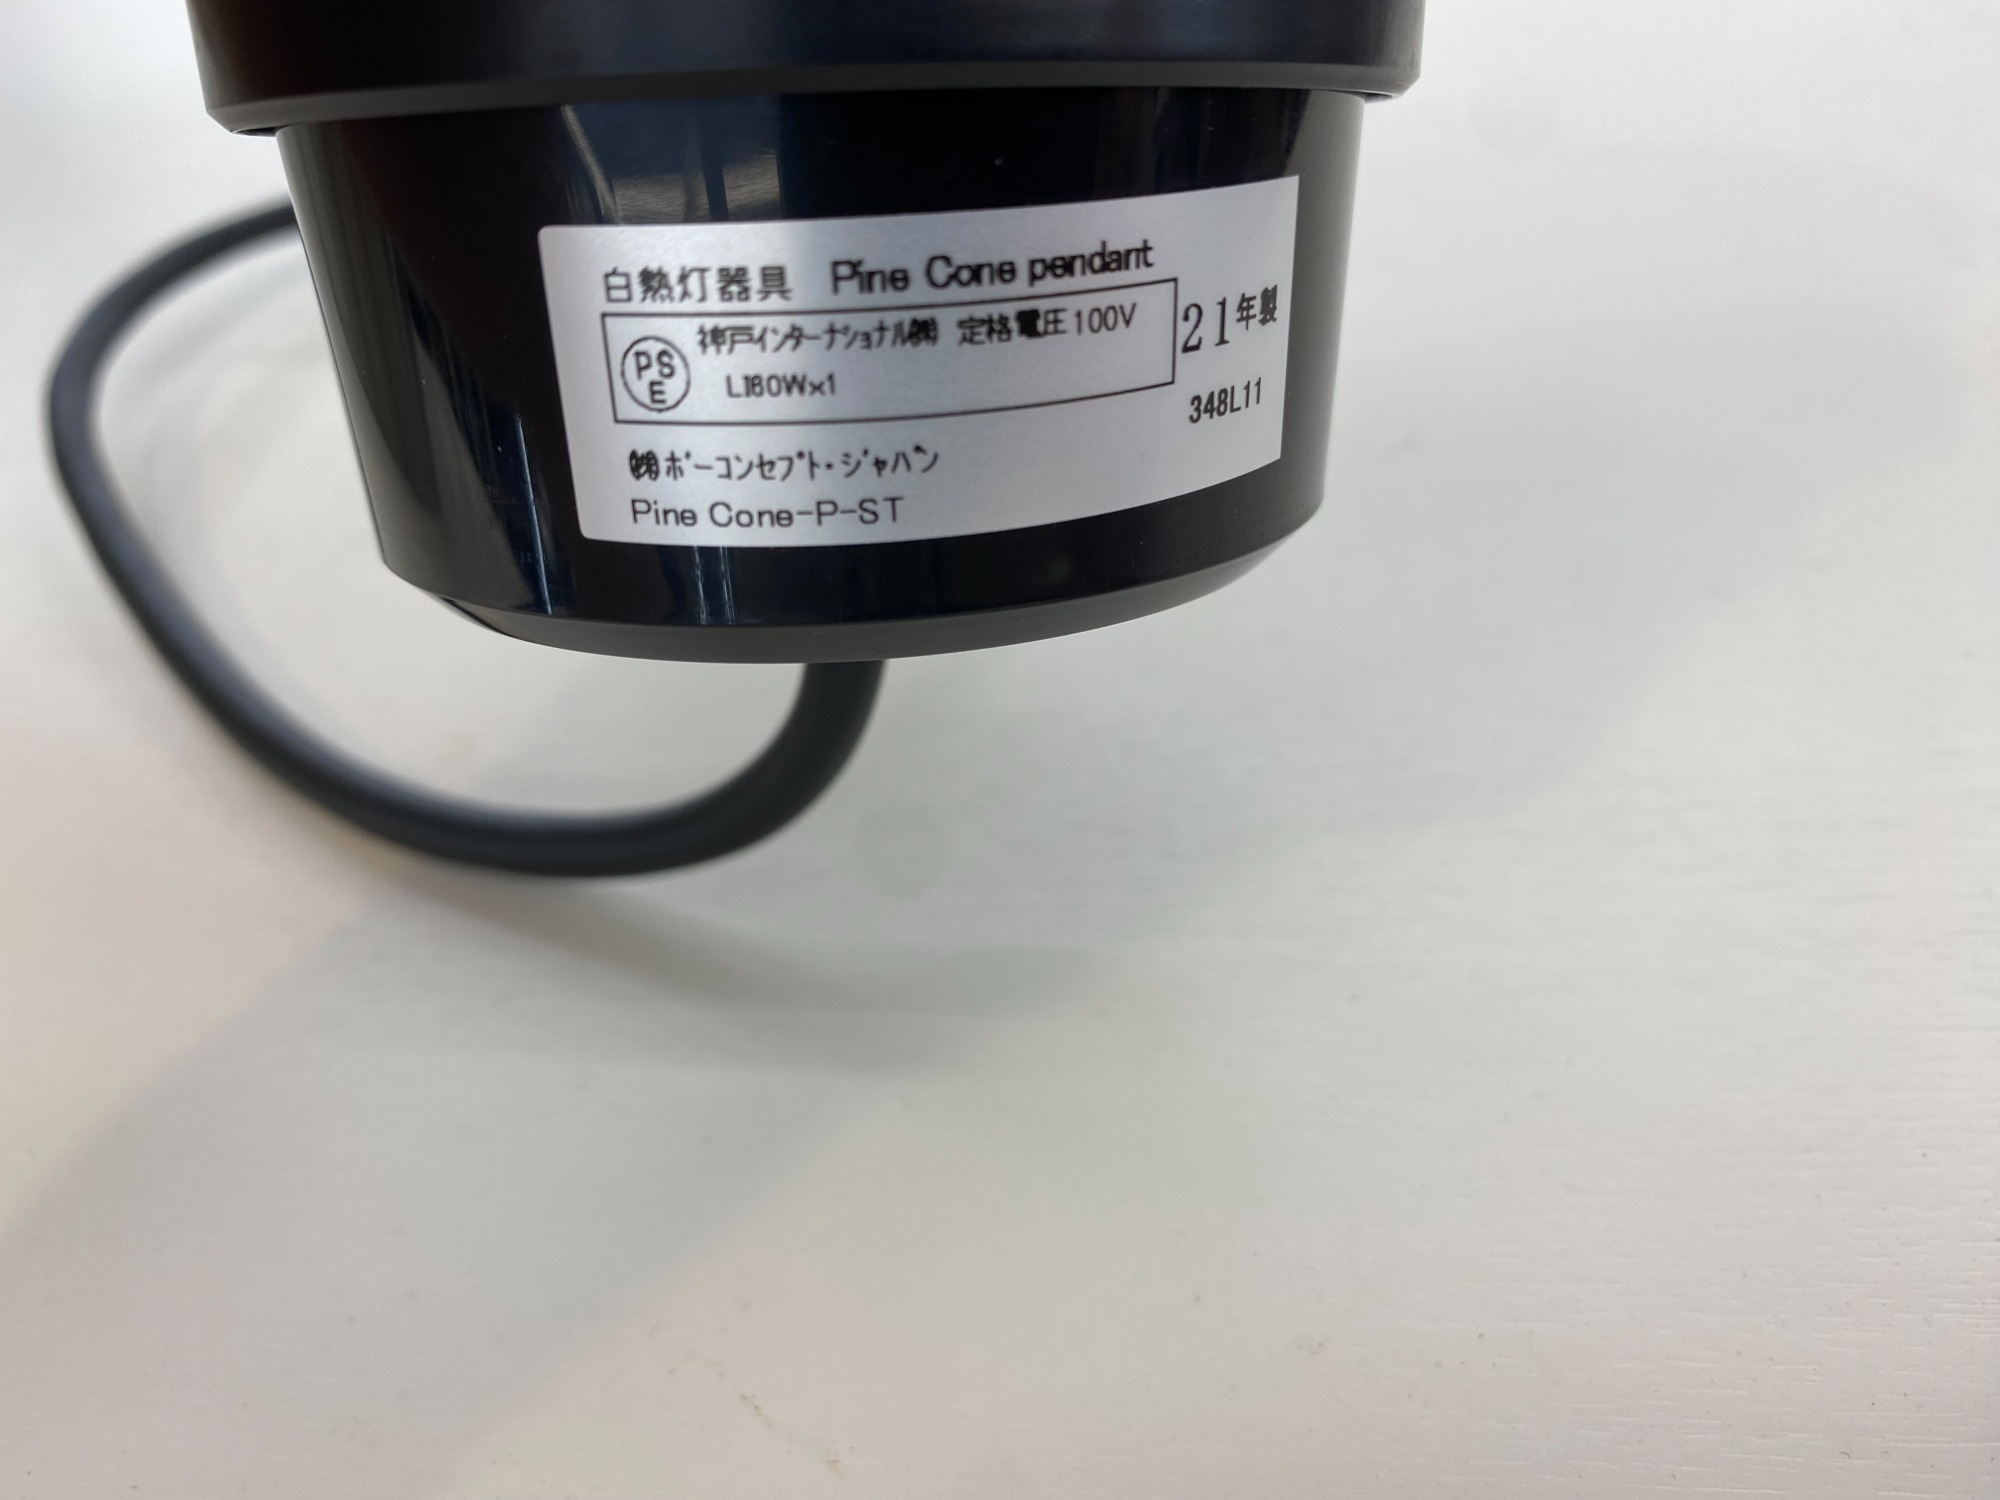 白熱灯器具 Pine Cone pendant
PSE 神戸インターナショナル㈱ 定格電圧100V
LI60W×1
21年製
348L11
㈱ボーコンセプト・ジャパン
Pine Cone-P-ST